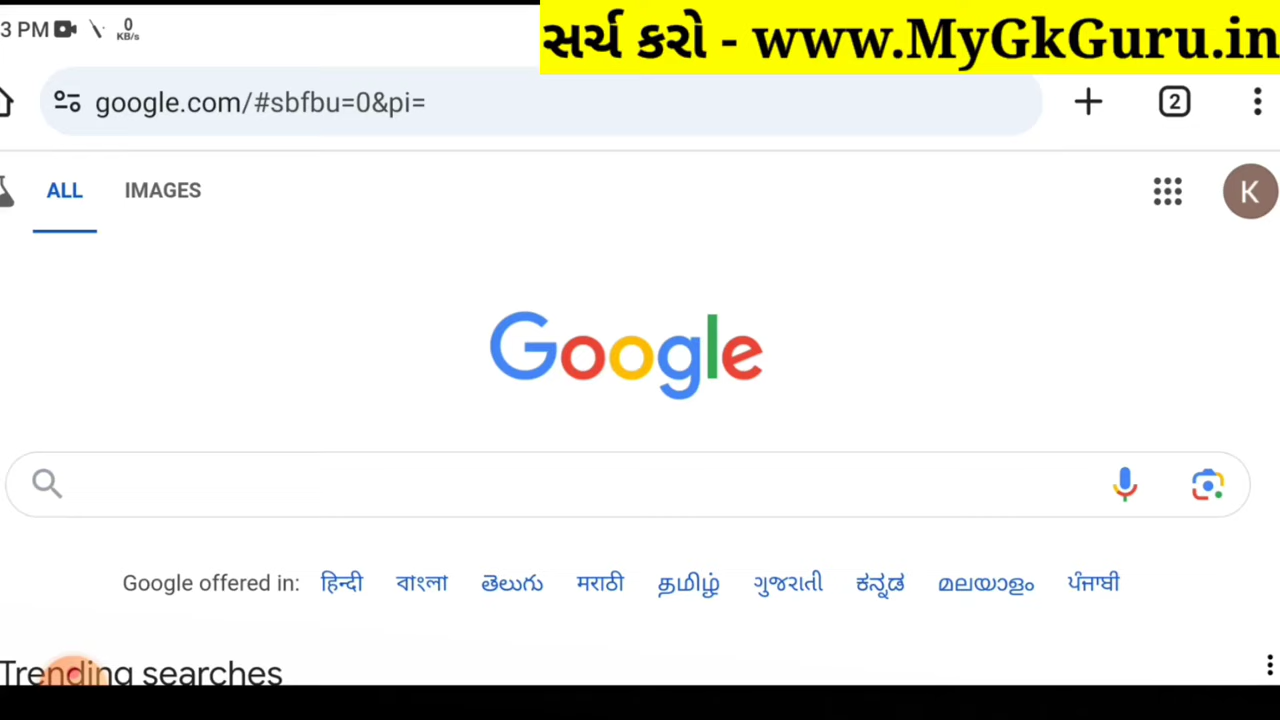 3 PM 0 KB/s
સર્ચ કરો - www.MyGkGuru.in
google.com/#sbfbu=0&pi=
2
ALL IMAGES
K
Google
Google offered in: हिन्दी বাংলা తెలుగు मराठी தமிழ் ગુજરાતી ಕನ್ನಡ മലയാളം ਪੰਜਾਬੀ
Trending searches